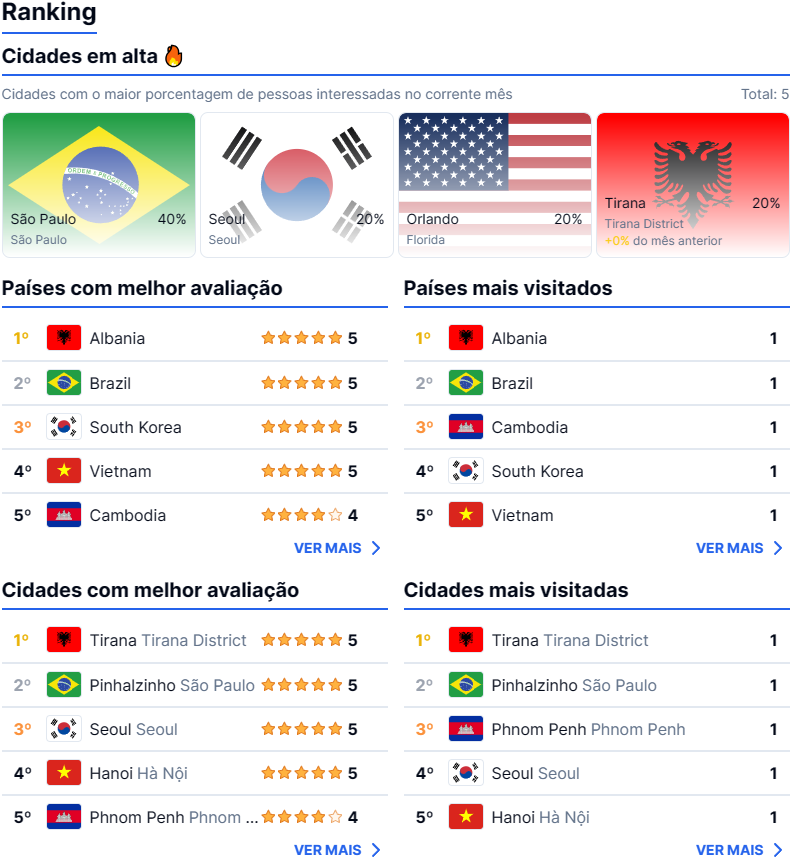 Ranking
Cidades em alta 🔥
Cidades com o maior porcentagem de pessoas interessadas no corrente mês Total: 5
ORDEM E PROGRESSO
São Paulo 40%
São Paulo
Seoul 20%
Seoul
Orlando 20%
Florida
Tirana 20%
Tirana District
+0% do mês anterior
Países com melhor avaliação
1º Albania 5
2º Brazil 5
3º South Korea 5
4º Vietnam 5
5º Cambodia 4
VER MAIS
Países mais visitados
1º Albania 1
2º Brazil 1
3º Cambodia 1
4º South Korea 1
5º Vietnam 1
VER MAIS
Cidades com melhor avaliação
1º Tirana Tirana District 5
2º Pinhalzinho São Paulo 5
3º Seoul Seoul 5
4º Hanoi Hà Nội 5
5º Phnom Penh Phnom ... 4
VER MAIS
Cidades mais visitadas
1º Tirana Tirana District 1
2º Pinhalzinho São Paulo 1
3º Phnom Penh Phnom Penh 1
4º Seoul Seoul 1
5º Hanoi Hà Nội 1
VER MAIS